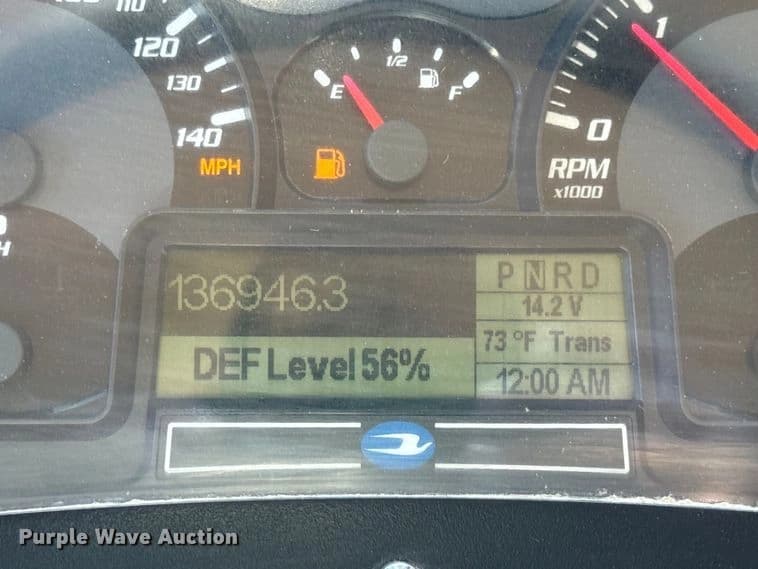 110
120
130
140
MPH
E
1/2
F
1
0
RPM
x1000
136946.3
DEF Level 56%
P N R D
14.2 V
73 °F Trans
12:00 AM
Purple Wave Auction